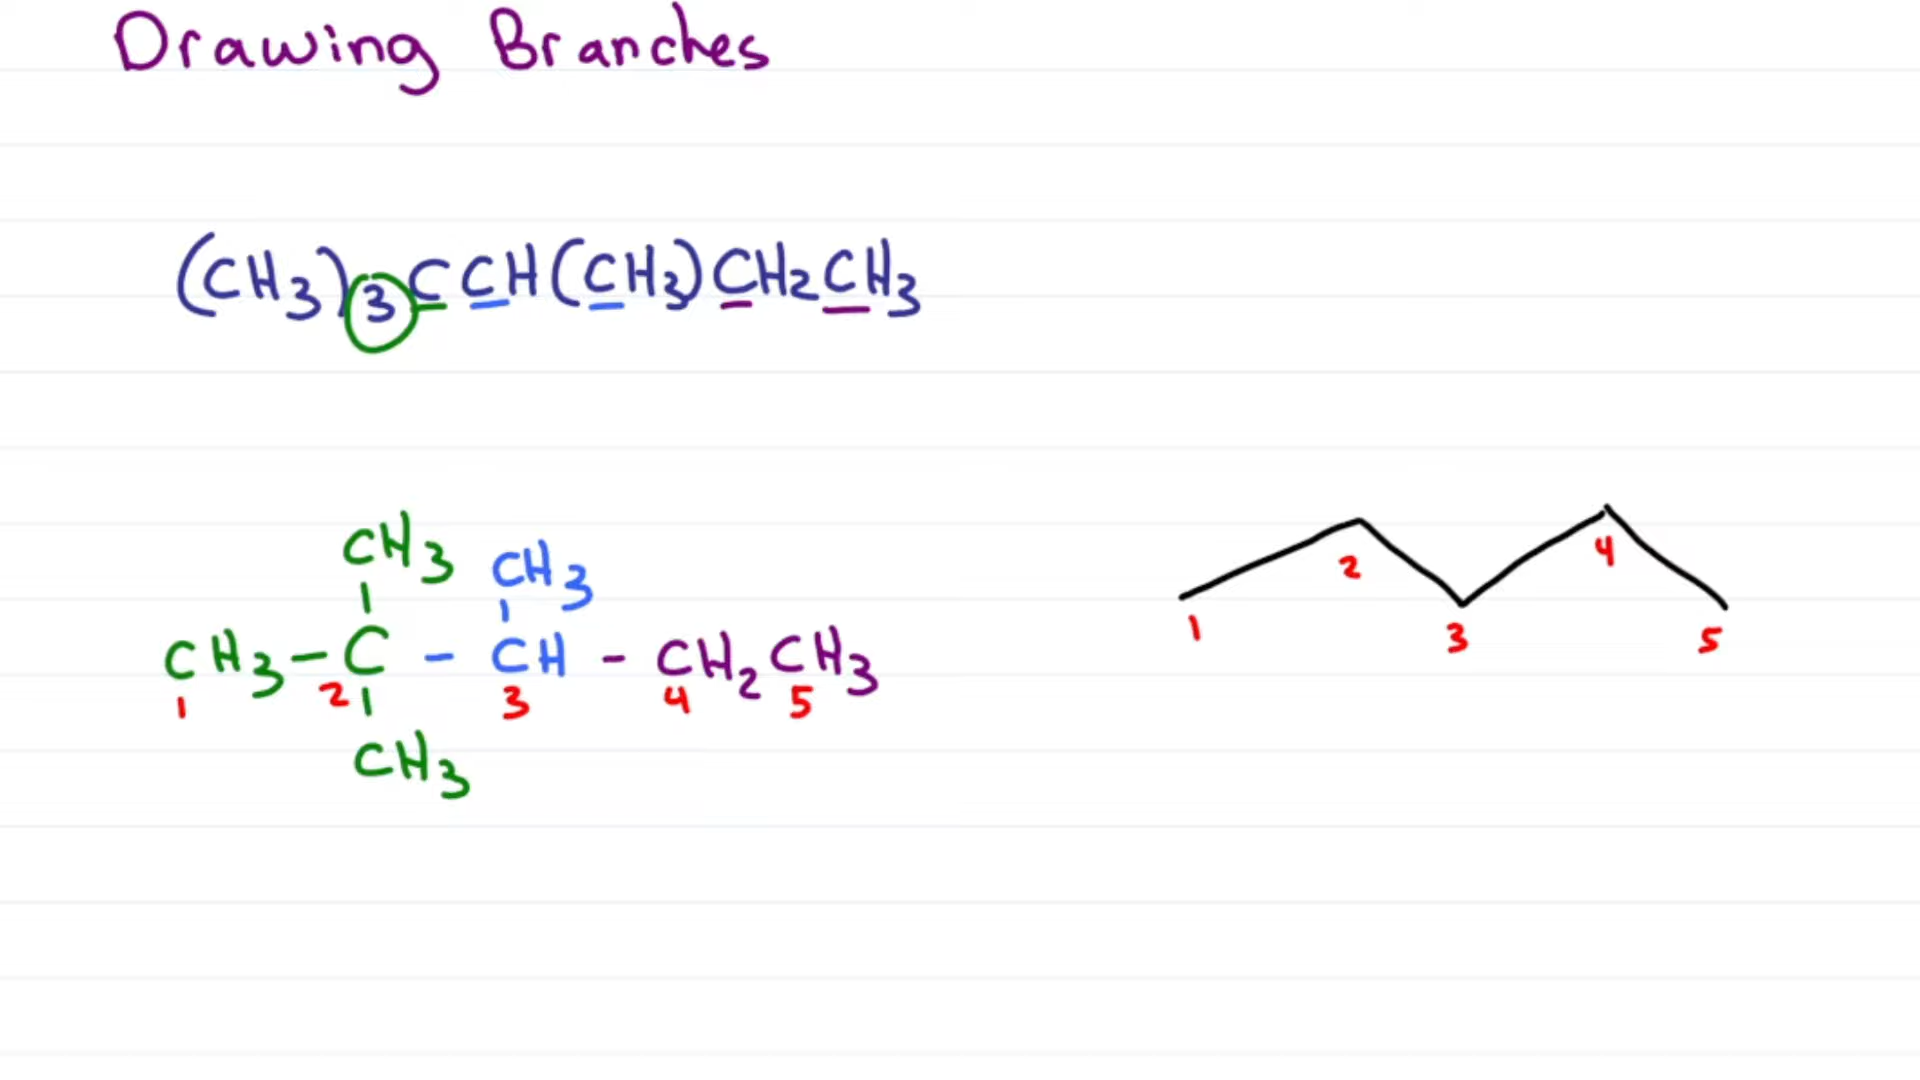 Drawing Branches
(CH3)3CCH(CH3)CH2CH3
CH3 CH3
CH3-C-CH-CH2CH3
1 2 3 4 5
CH3
1 2 3 4 5